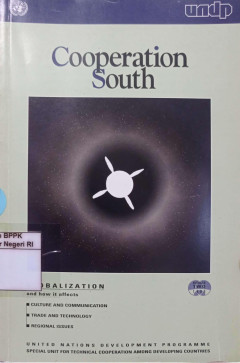 undp
Cooperation
South
BPPK
r Negeri RI
OBALIZATION
and how it affects
CULTURE AND COMMUNICATION
TRADE AND TECHNOLOGY
REGIONAL ISSUES
UNITED NATIONS DEVELOPMENT PROGRAMME
SPECIAL UNIT FOR TECHNICAL COOPERATION AMONG DEVELOPING COUNTRIES